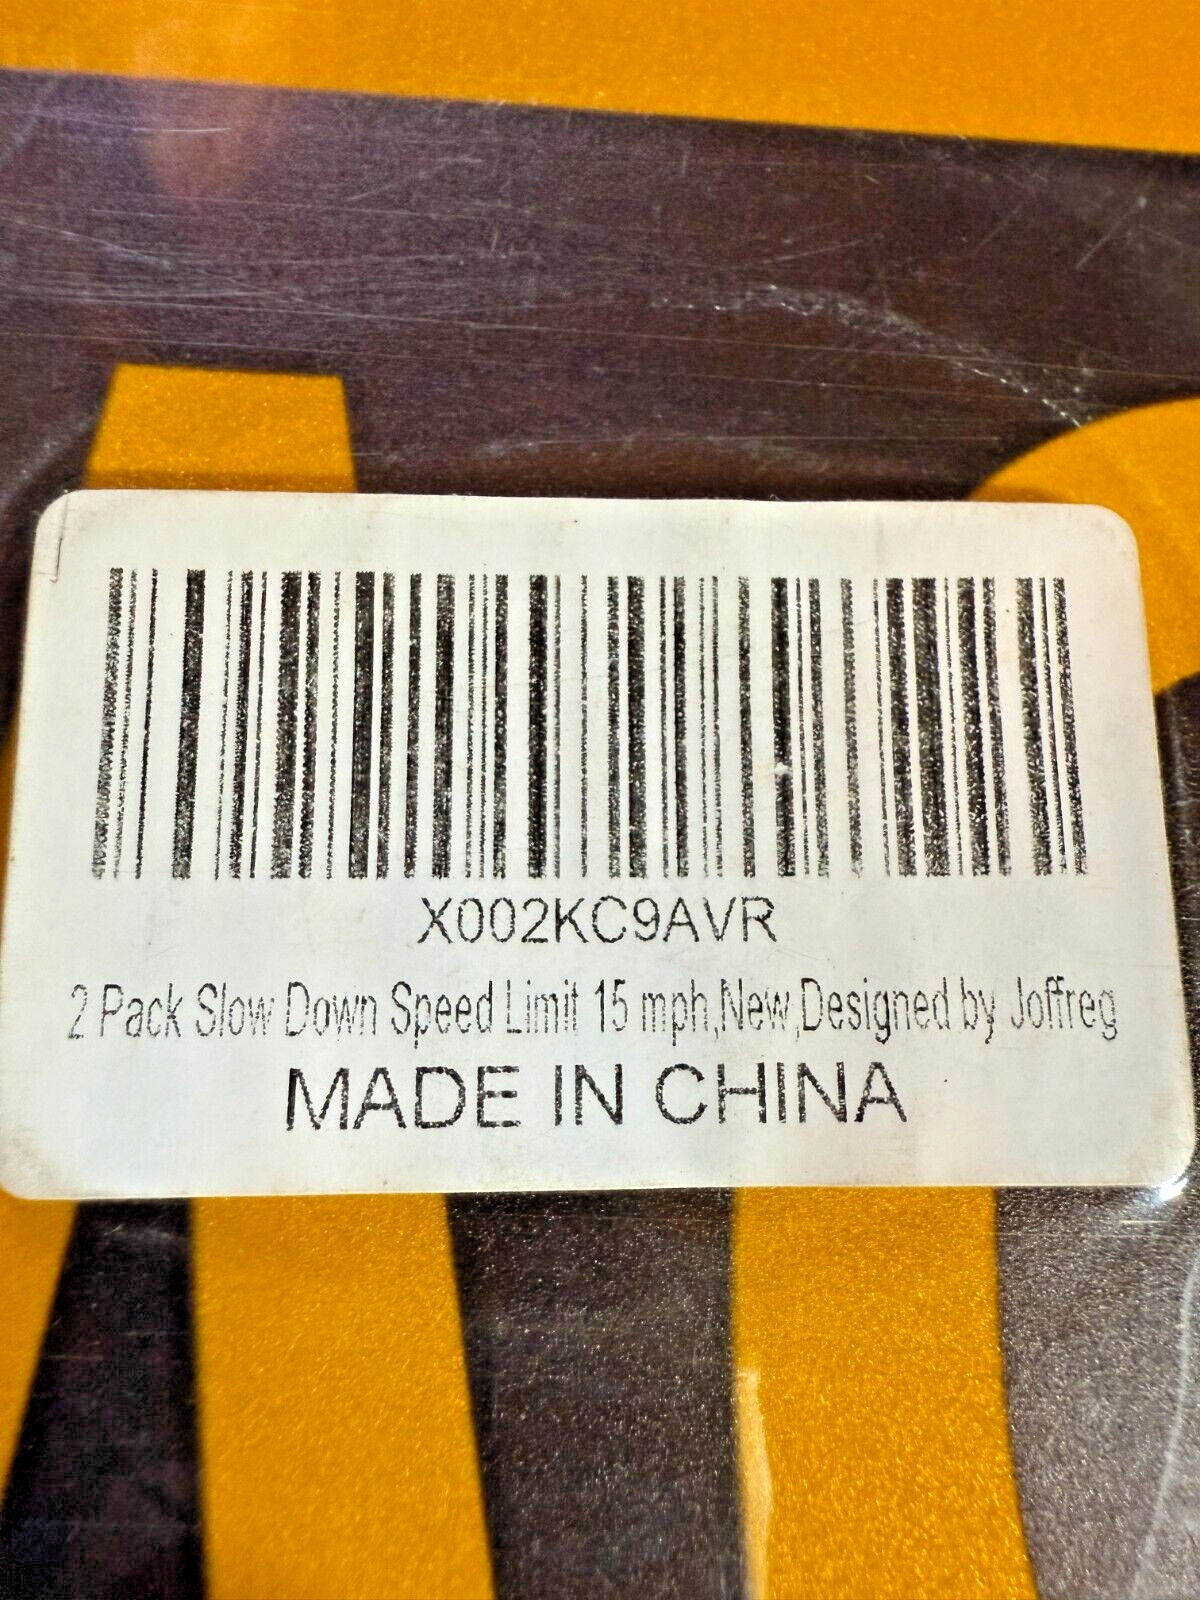 X002KC9AVR
2 Pack Slow Down Speed Limit 15 mph,New,Designed by Joffreg
MADE IN CHINA